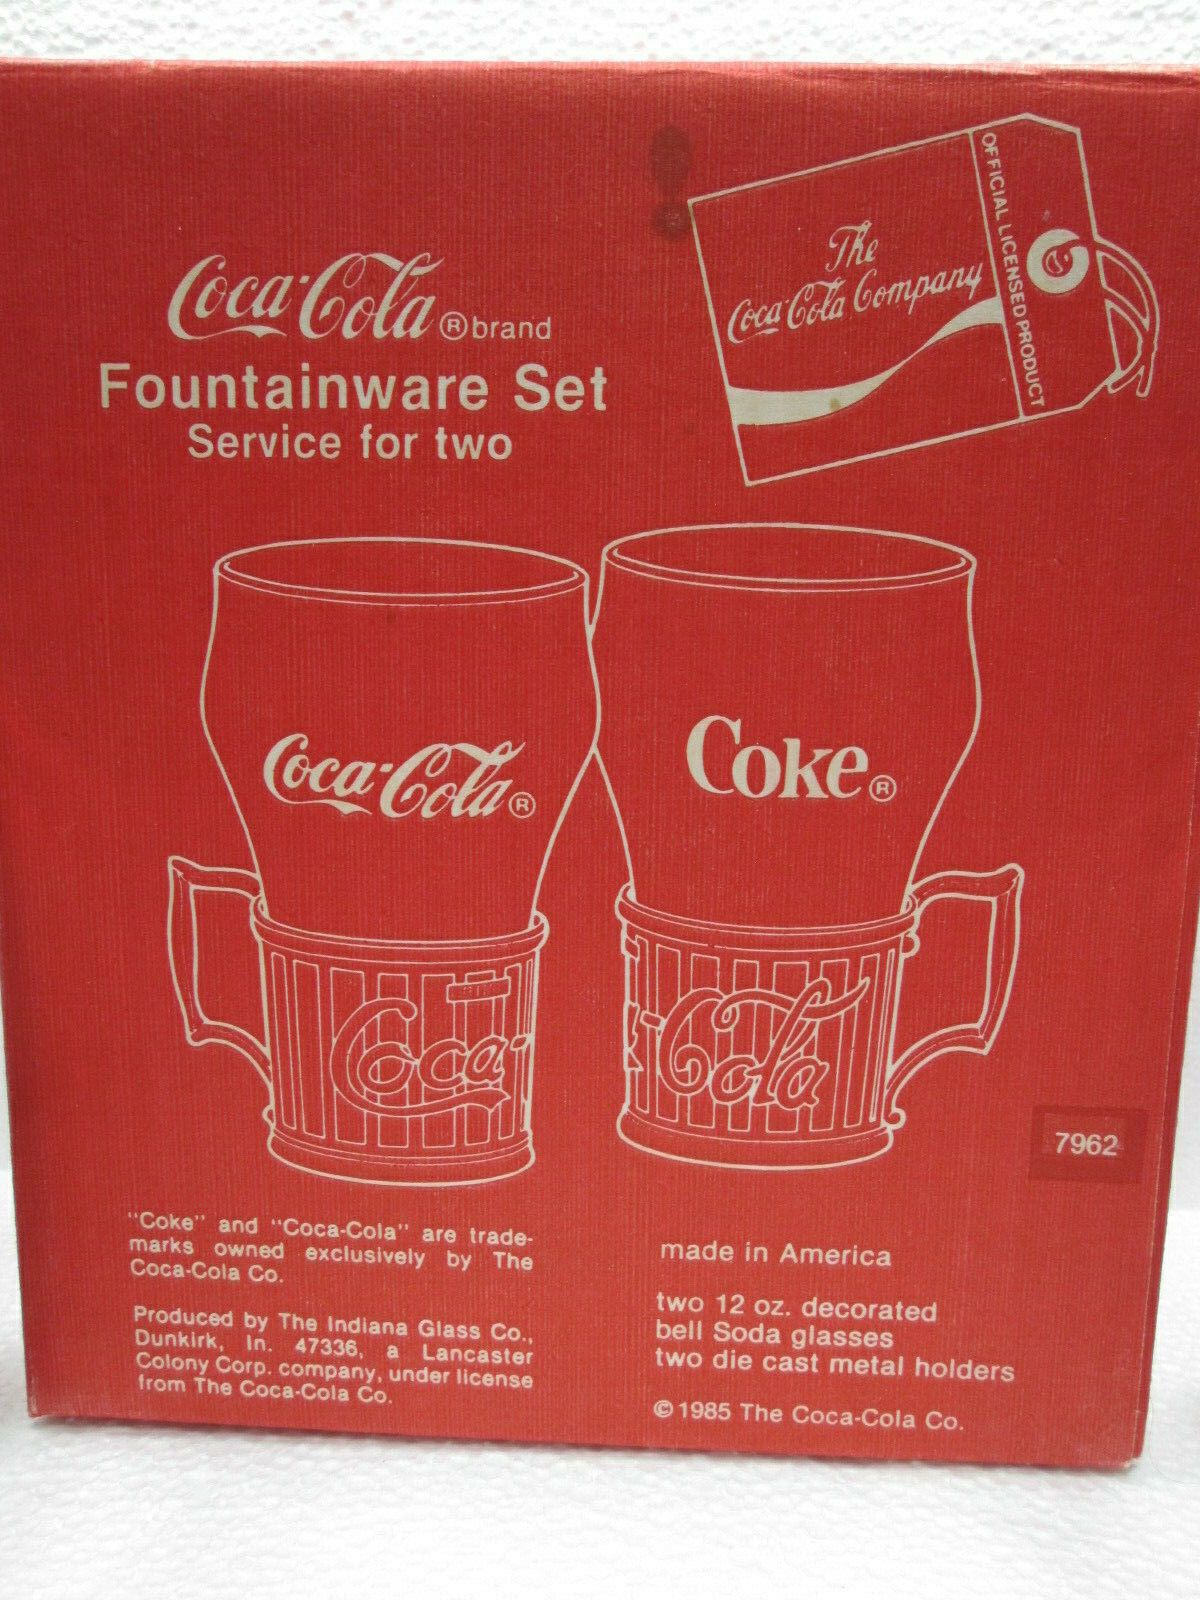 Coca-Cola ® brand
Fountainware Set
Service for two
The
Coca-Cola Company
OFFICIAL LICENSED PRODUCT
Coca-Cola ®
Coke ®
Coca-
Cola
7962
"Coke" and "Coca-Cola" are trade-
marks owned exclusively by The
Coca-Cola Co.
Produced by The Indiana Glass Co.,
Dunkirk, In. 47336, a Lancaster
Colony Corp. company, under license
from The Coca-Cola Co.
made in America
two 12 oz. decorated
bell Soda glasses
two die cast metal holders
© 1985 The Coca-Cola Co.